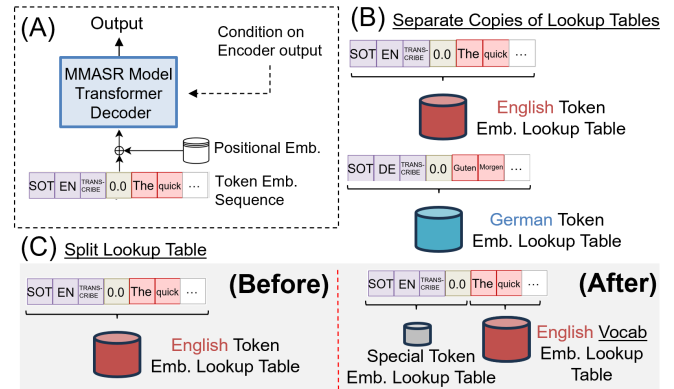 (A)
Output
Condition on
Encoder output
MMASR Model
Transformer
Decoder
Positional Emb.
SOT EN TRANS-CRIBE 0.0 The quick ...
Token Emb.
Sequence
(B) Separate Copies of Lookup Tables
SOT EN TRANS-CRIBE 0.0 The quick ...
English Token
Emb. Lookup Table
SOT DE TRANS-CRIBE 0.0 Guten Morgen ...
German Token
Emb. Lookup Table
(C) Split Lookup Table
(Before)
SOT EN TRANS-CRIBE 0.0 The quick ...
English Token
Emb. Lookup Table
(After)
SOT EN TRANS-CRIBE 0.0 The quick ...
Special Token
Emb. Lookup Table
English Vocab
Emb. Lookup
Table